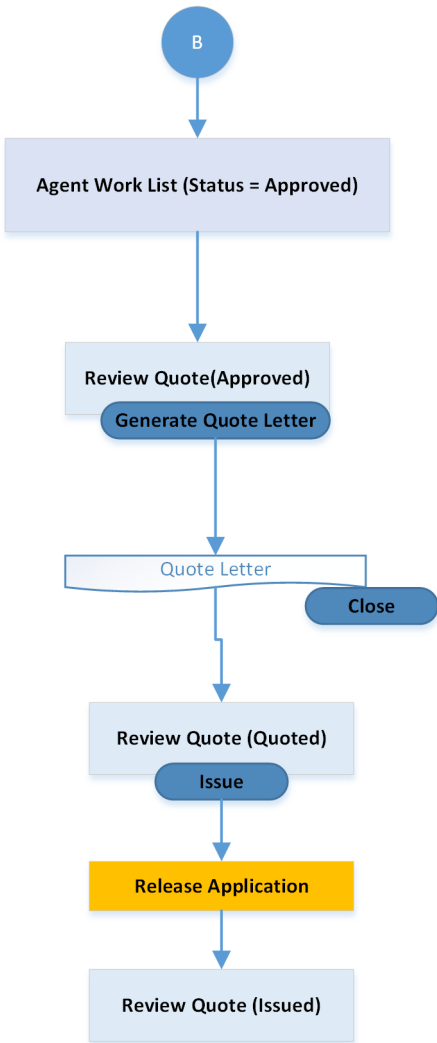 B
Agent Work List (Status = Approved)
Review Quote(Approved)
Generate Quote Letter
Quote Letter
Close
Review Quote (Quoted)
Issue
Release Application
Review Quote (Issued)